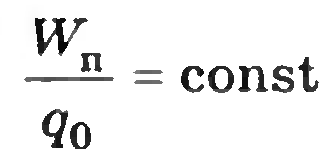 Wп
q0
= const